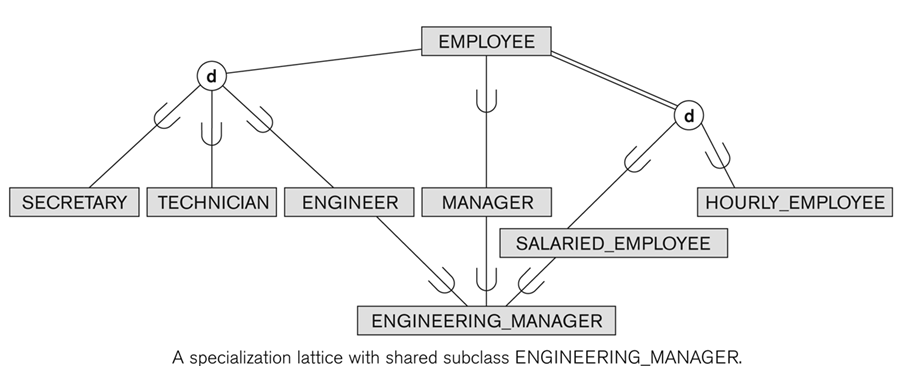 EMPLOYEE
d
d
SECRETARY
TECHNICIAN
ENGINEER
MANAGER
HOURLY_EMPLOYEE
SALARIED_EMPLOYEE
ENGINEERING_MANAGER
A specialization lattice with shared subclass ENGINEERING_MANAGER.